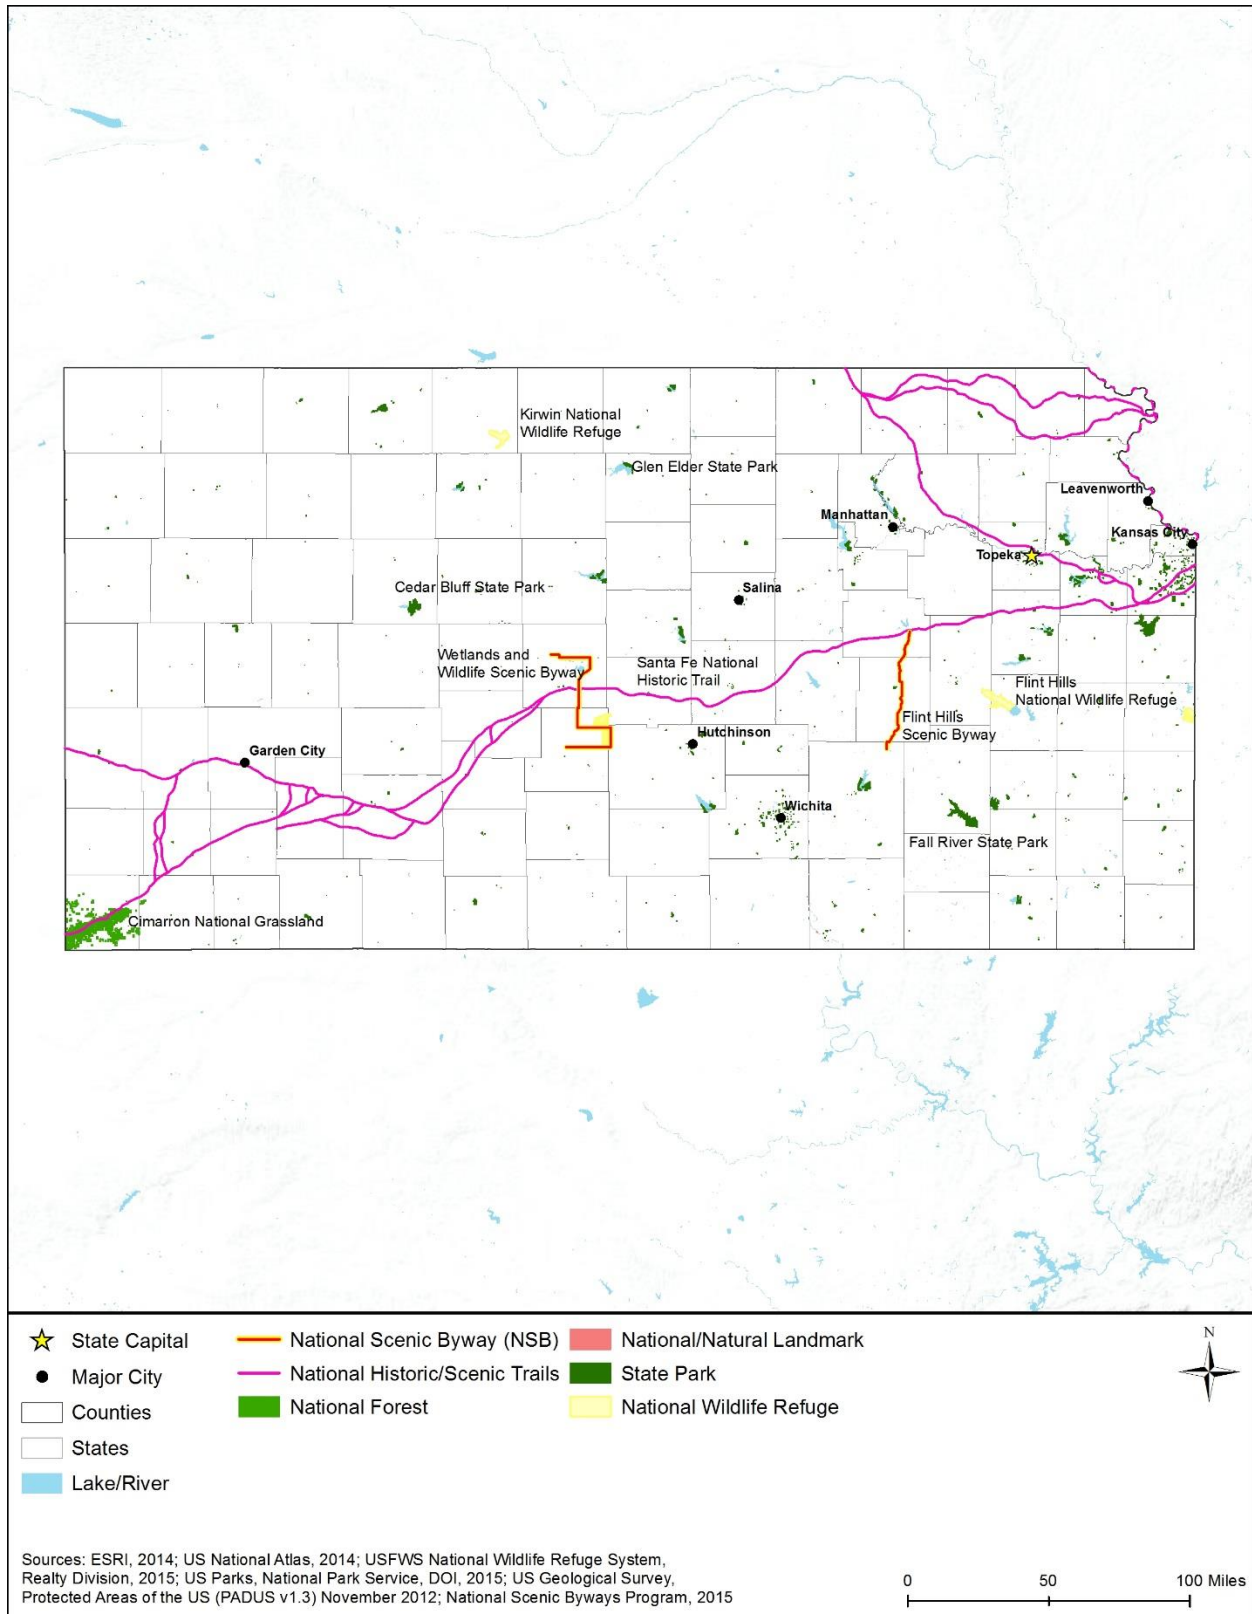 Kirwin National
Wildlife Refuge
Glen Elder State Park
Leavenworth
Manhattan
Kansas City
Topeka
Cedar Bluff State Park
Salina
Wetlands and
Wildlife Scenic Byway
Santa Fe National
Historic Trail
Flint Hills
National Wildlife Refuge
Flint Hills
Scenic Byway
Hutchinson
Garden City
Wichita
Fall River State Park
Cimarron National Grassland
State Capital
Major City
Counties
States
Lake/River
National Scenic Byway (NSB)
National Historic/Scenic Trails
National Forest
National/Natural Landmark
State Park
National Wildlife Refuge
N
Sources: ESRI, 2014; US National Atlas, 2014; USFWS National Wildlife Refuge System,
Realty Division, 2015; US Parks, National Park Service, DOI, 2015; US Geological Survey,
Protected Areas of the US (PADUS v1.3) November 2012; National Scenic Byways Program, 2015
0 50 100 Miles